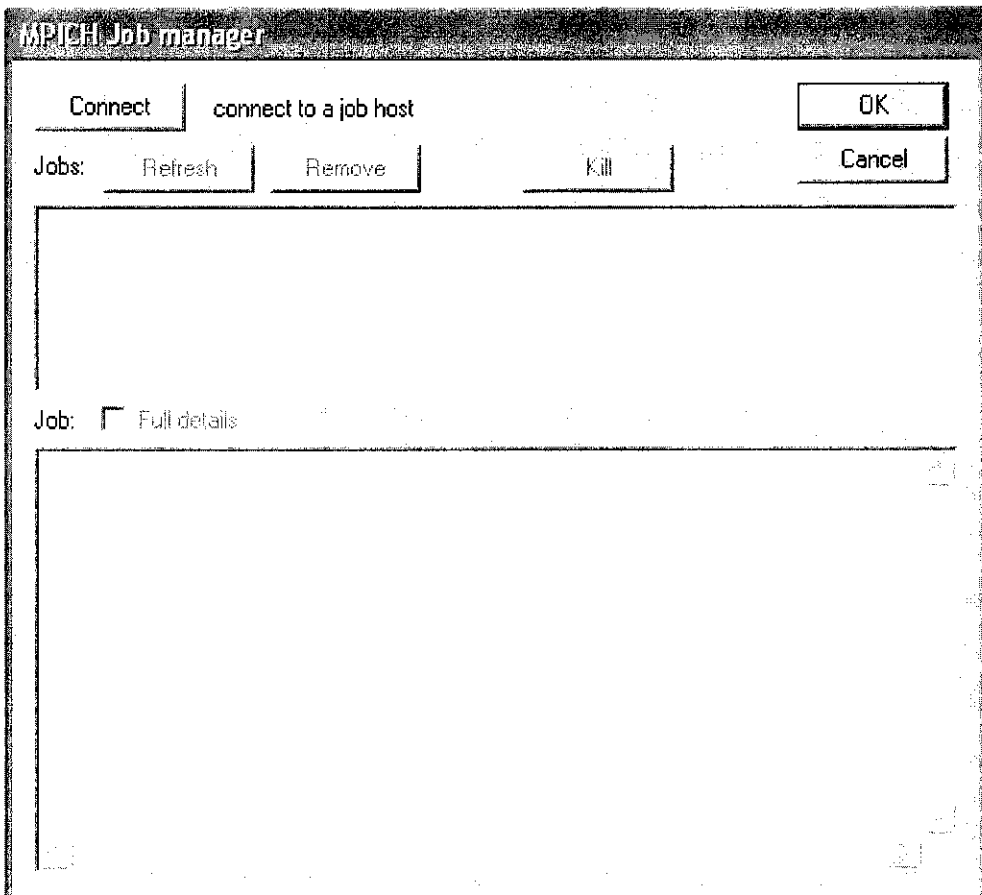 MPICH Job manager
Connect connect to a job host OK
Jobs: Refresh Remove Kill Cancel
Job: Full details